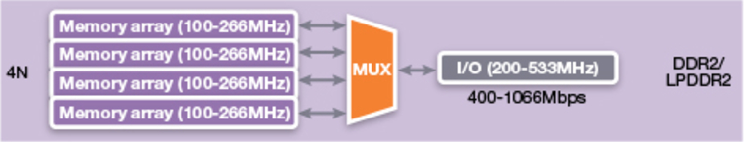 4N
Memory array (100-266MHz)
Memory array (100-266MHz)
Memory array (100-266MHz)
Memory array (100-266MHz)
MUX
I/O (200-533MHz)
400-1066Mbps
DDR2/
LPDDR2